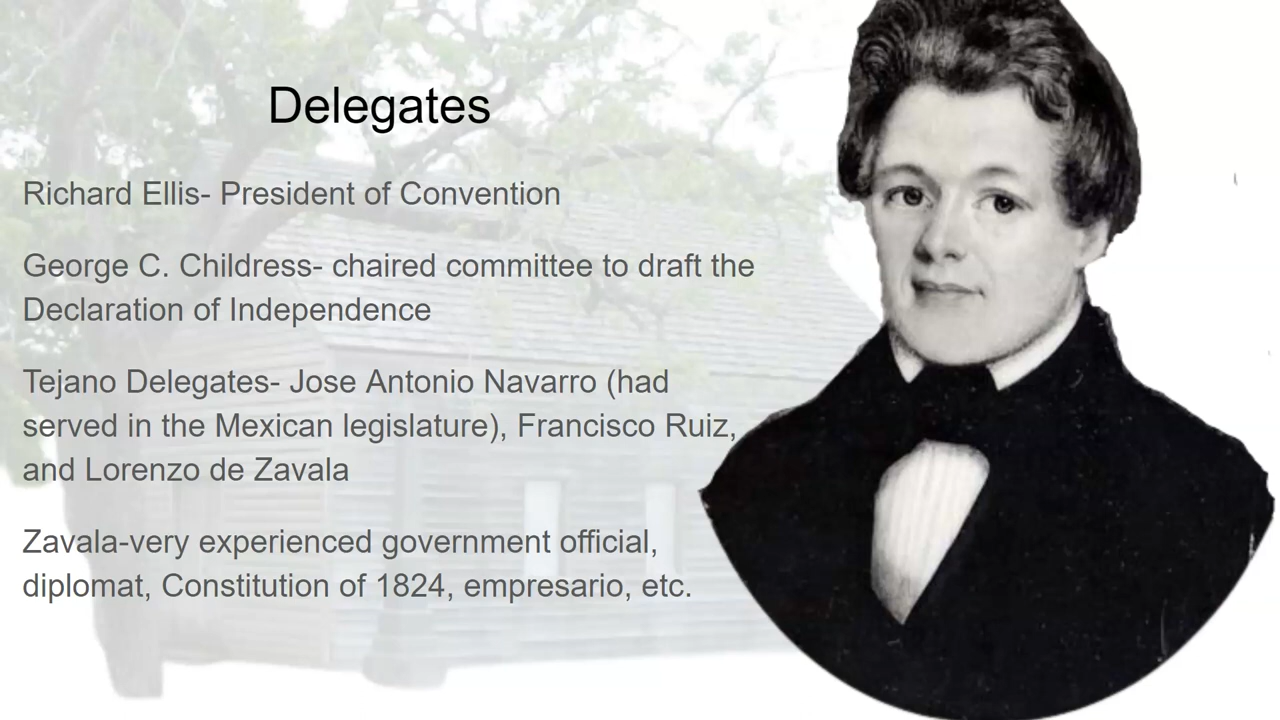 Delegates
Richard Ellis- President of Convention
George C. Childress- chaired committee to draft the
Declaration of Independence
Tejano Delegates- Jose Antonio Navarro (had
served in the Mexican legislature), Francisco Ruiz,
and Lorenzo de Zavala
Zavala-very experienced government official,
diplomat, Constitution of 1824, empresario, etc.